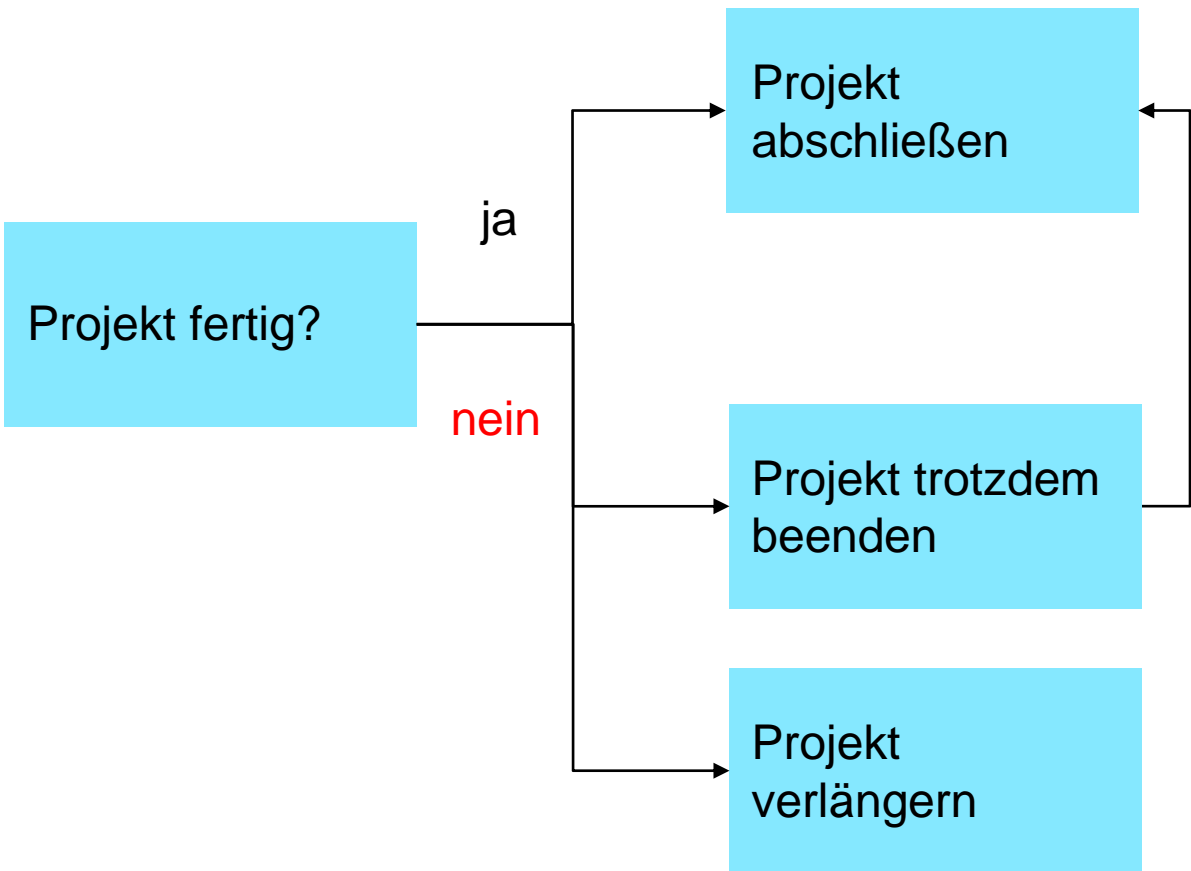 Projekt
abschließen
ja
Projekt fertig?
nein
Projekt trotzdem
beenden
Projekt
verlängern